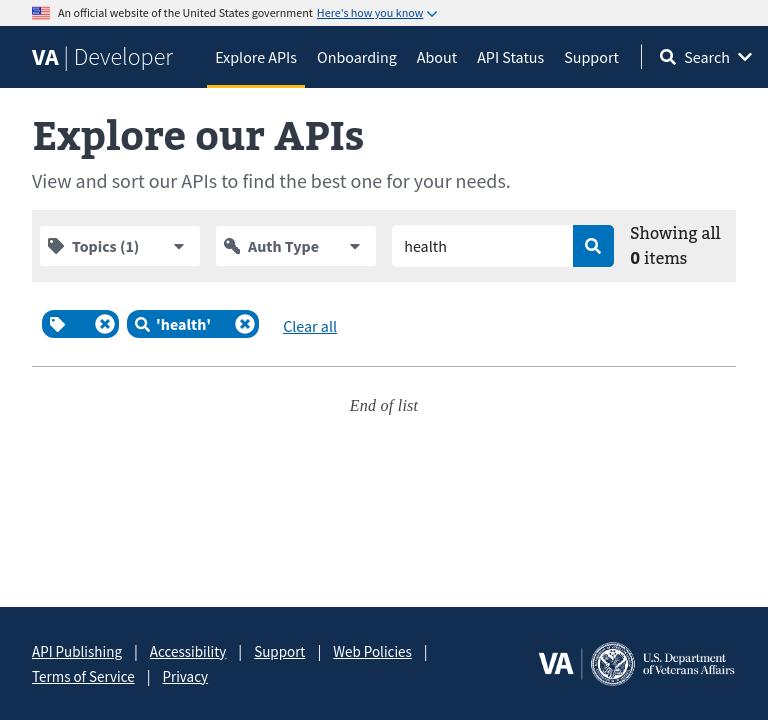 An official website of the United States government Here's how you know
VA | Developer
Explore APIs
Onboarding
About
API Status
Support
Search
Explore our APIs
View and sort our APIs to find the best one for your needs.
Topics (1)
Auth Type
health
Showing all
0 items
'health'
Clear all
End of list
API Publishing | Accessibility | Support | Web Policies |
Terms of Service | Privacy
VA
U.S. Department
of Veterans Affairs